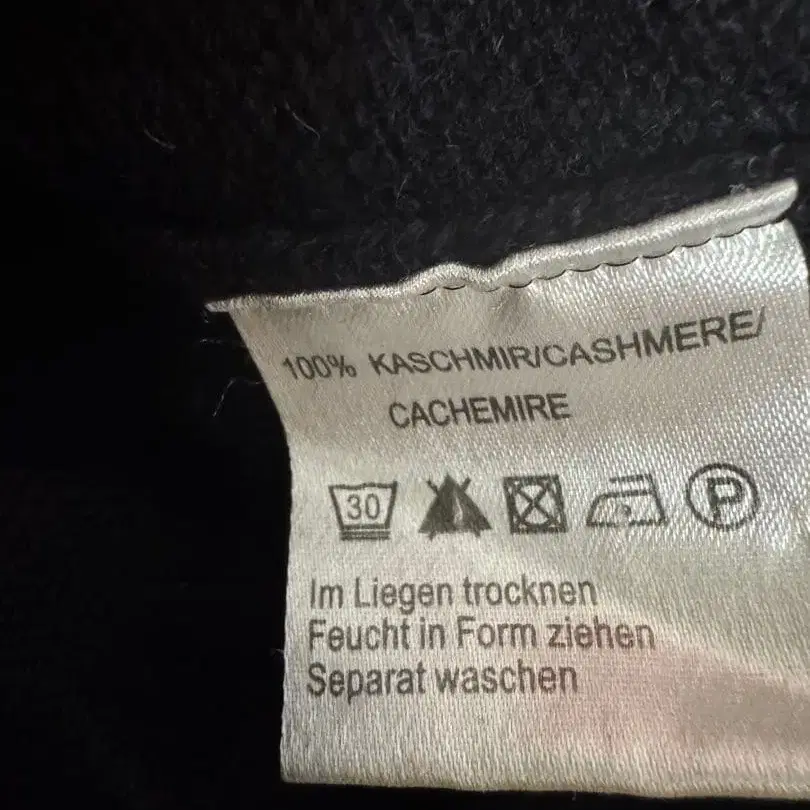 100% KASCHMIR/CASHMERE/
CACHEMIRE
30 P
Im Liegen trocknen
Feucht in Form ziehen
Separat waschen